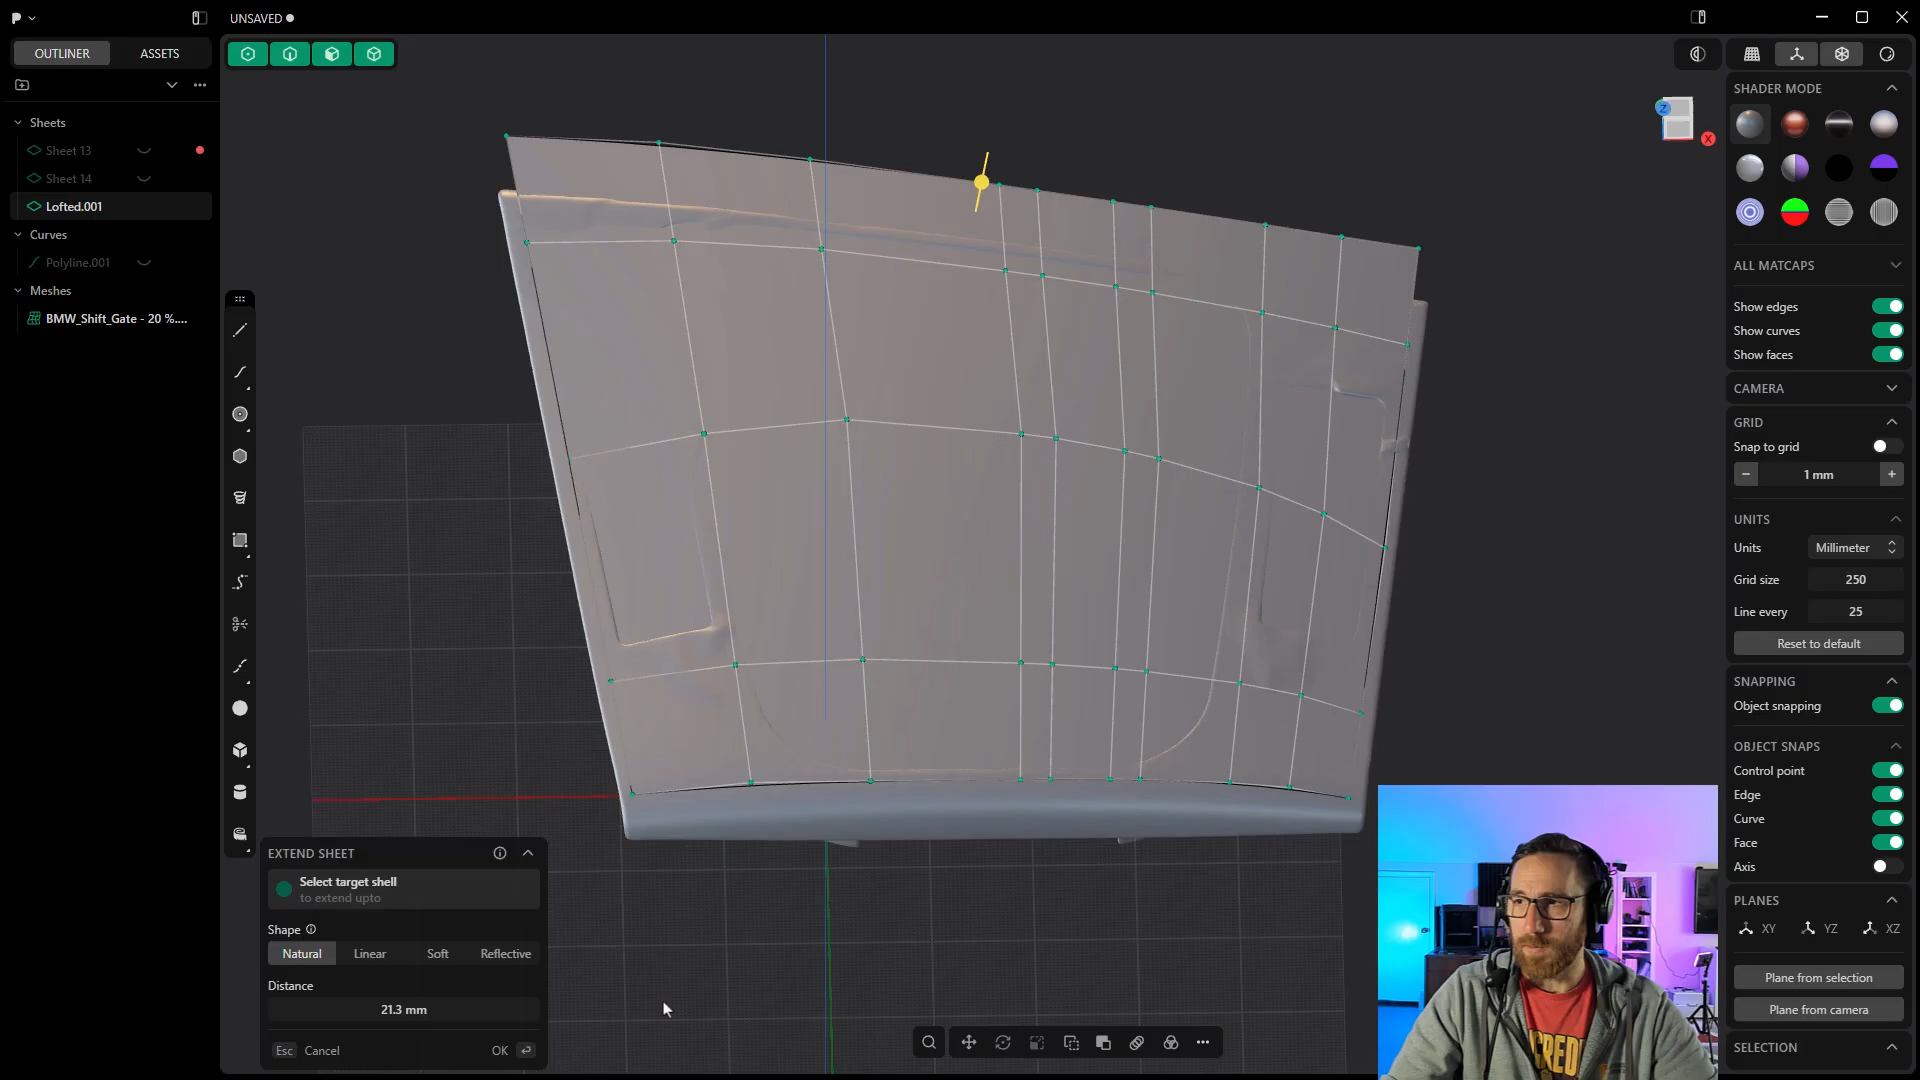 UNSAVED
OUTLINER
ASSETS
Sheets
Sheet 13
Sheet 14
Lofted.001
Curves
Polyline.001
Meshes
BMW_Shift_Gate - 20 %....
Z
X
SHADER MODE
ALL MATCAPS
Show edges
Show curves
Show faces
CAMERA
GRID
Snap to grid
1 mm
UNITS
Units Millimeter
Grid size 250
Line every 25
Reset to default
SNAPPING
Object snapping
OBJECT SNAPS
Control point
Edge
Curve
Face
Axis
PLANES
XY YZ XZ
Plane from selection
Plane from camera
SELECTION
EXTEND SHEET
Select target shell
to extend upto
Shape
Natural Linear Soft Reflective
Distance
21.3 mm
Esc Cancel OK